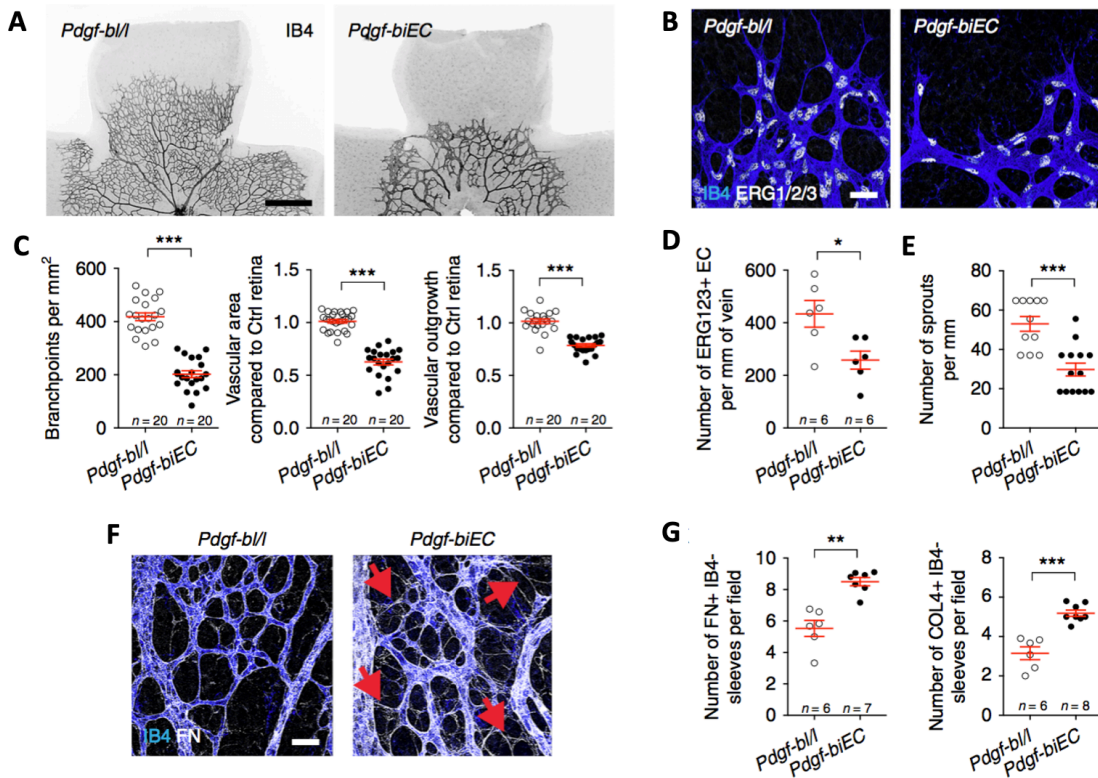 A
Pdgf-bl/l
IB4
Pdgf-biEC
B
Pdgf-bl/l
Pdgf-biEC
IB4 ERG1/2/3
C
Branchpoints per mm²
600
400
200
0
***
n = 20
n = 20
Pdgf-bl/l
Pdgf-biEC
Vascular area
compared to Ctrl retina
1.5
1.0
0.5
0.0
***
n = 20
n = 20
Pdgf-bl/l
Pdgf-biEC
Vascular outgrowth
compared to Ctrl retina
1.5
1.0
0.5
0.0
***
n = 20
n = 20
Pdgf-bl/l
Pdgf-biEC
D
Number of ERG123+ EC
per mm of vein
600
400
200
0
*
n = 6
n = 6
Pdgf-bl/l
Pdgf-biEC
E
Number of sprouts
per mm
80
60
40
20
0
***
Pdgf-bl/l
Pdgf-biEC
F
Pdgf-bl/l
Pdgf-biEC
IB4 FN
G
Number of FN+ IB4-
sleeves per field
10
8
6
4
2
0
**
n = 6
n = 7
Pdgf-bl/l
Pdgf-biEC
Number of COL4+ IB4-
sleeves per field
8
6
4
2
0
***
n = 6
n = 8
Pdgf-bl/l
Pdgf-biEC